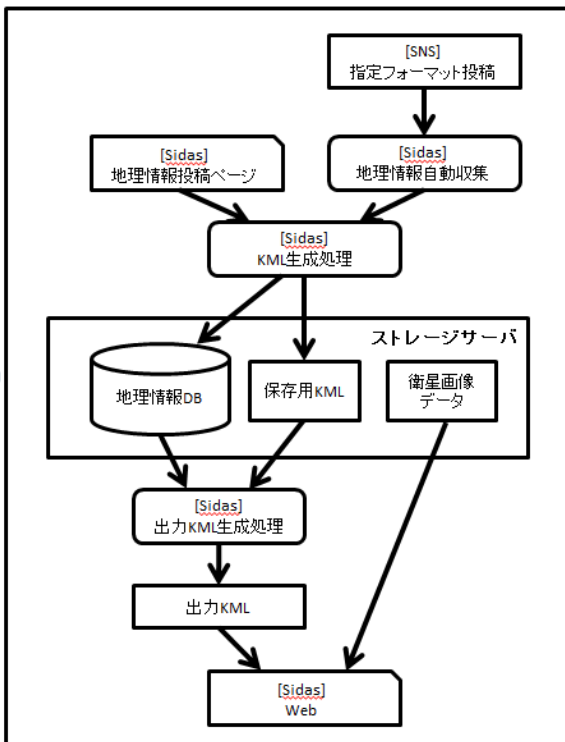 [SNS]
指定フォーマット投稿
[Sidas]
地理情報投稿ページ
[Sidas]
地理情報自動収集
[Sidas]
KML生成処理
ストレージサーバ
地理情報DB
保存用KML
衛星画像
データ
[Sidas]
出力KML生成処理
出力KML
[Sidas]
Web